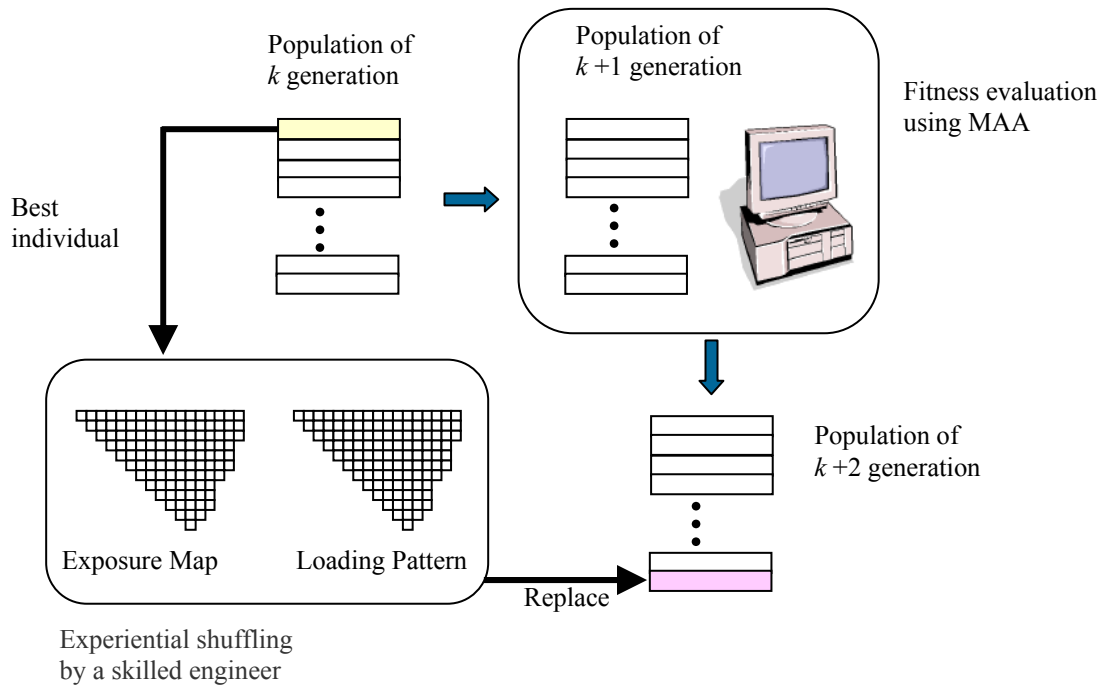 Population of
k generation
Population of
k +1 generation
Fitness evaluation
using MAA
Best
individual
Population of
k +2 generation
Exposure Map
Loading Pattern
Replace
Experiential shuffling
by a skilled engineer